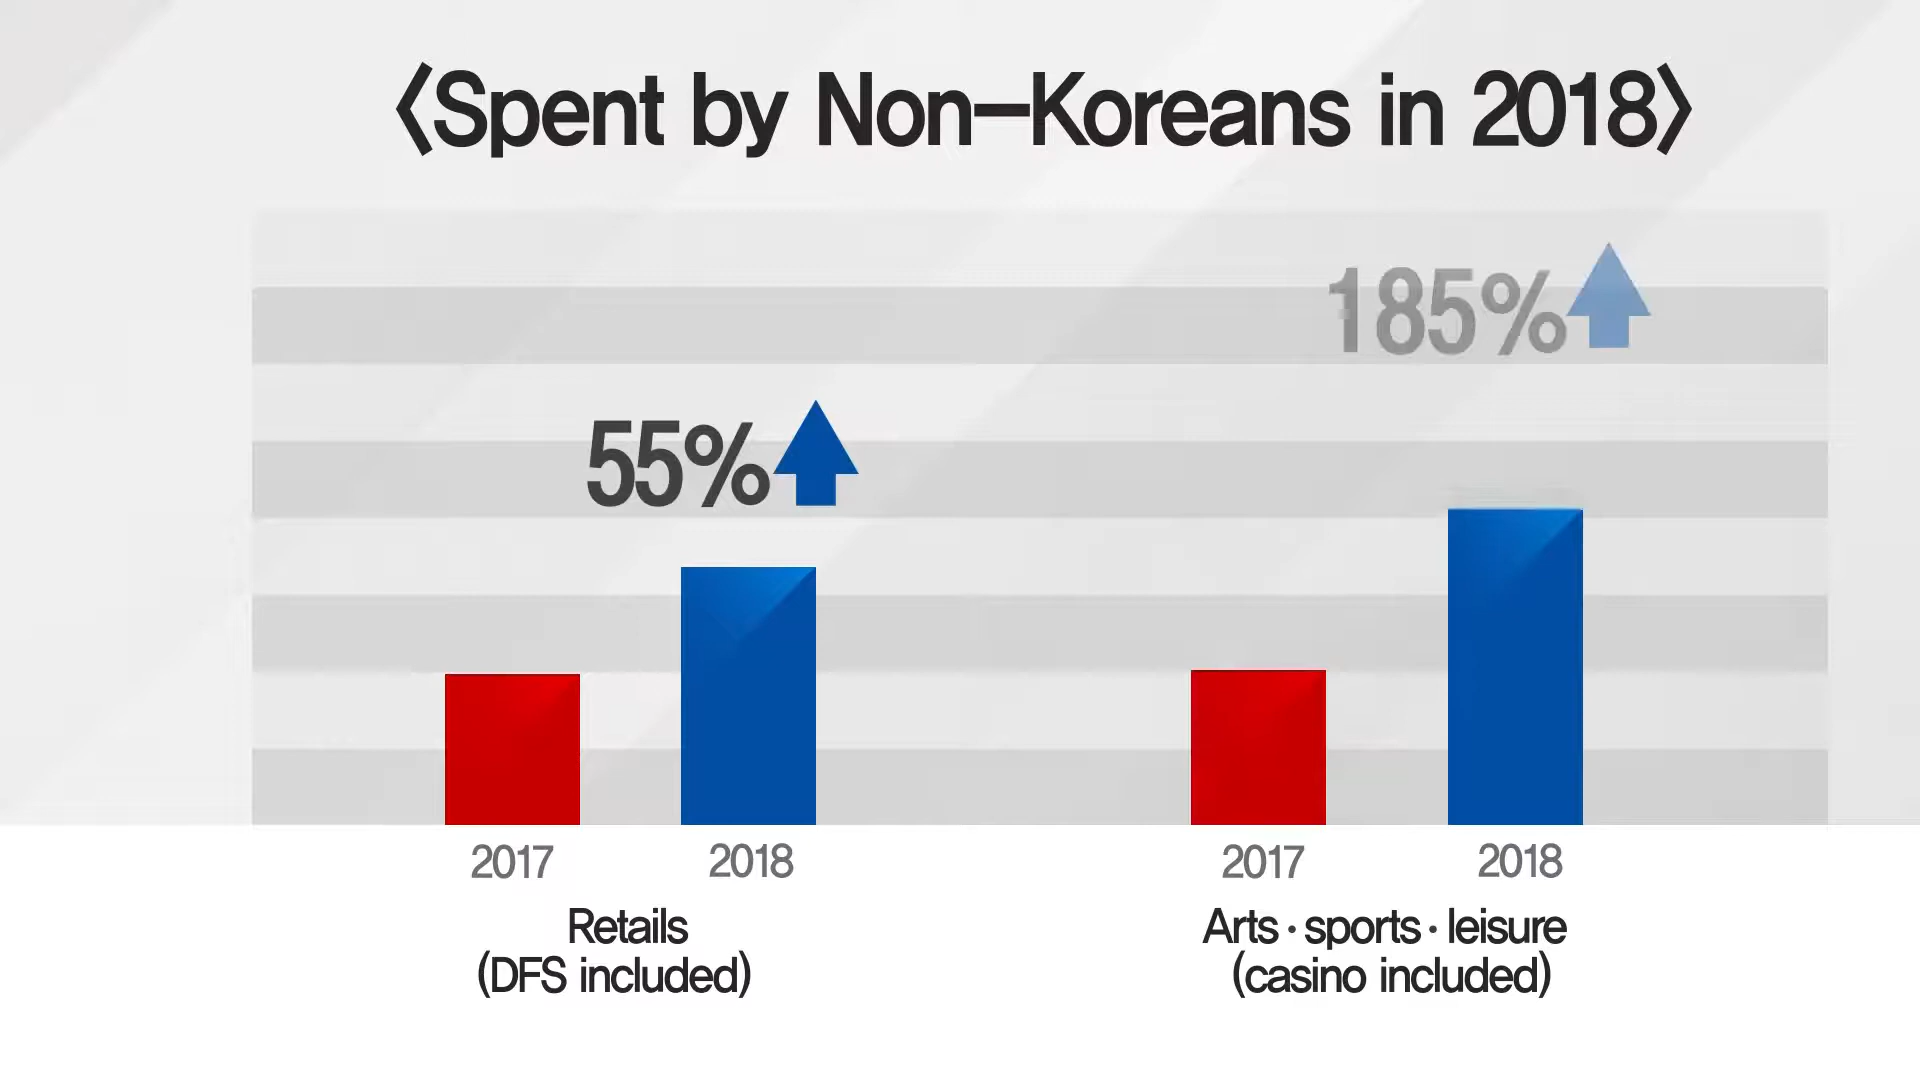 〈Spent by Non-Koreans in 2018〉
185%
55%
2017 2018 2017 2018
Retails
(DFS included)
Arts·sports·leisure
(casino included)